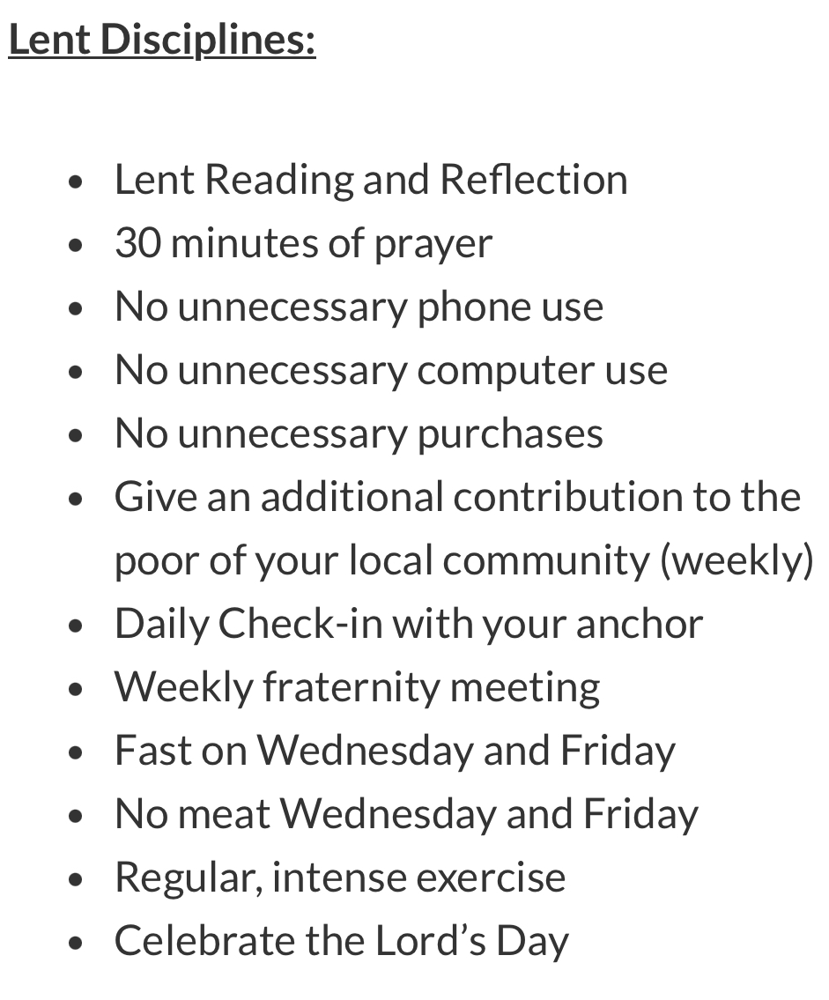 Lent Disciplines:
• Lent Reading and Reflection
• 30 minutes of prayer
• No unnecessary phone use
• No unnecessary computer use
• No unnecessary purchases
• Give an additional contribution to the
poor of your local community (weekly)
• Daily Check-in with your anchor
• Weekly fraternity meeting
• Fast on Wednesday and Friday
• No meat Wednesday and Friday
• Regular, intense exercise
• Celebrate the Lord’s Day